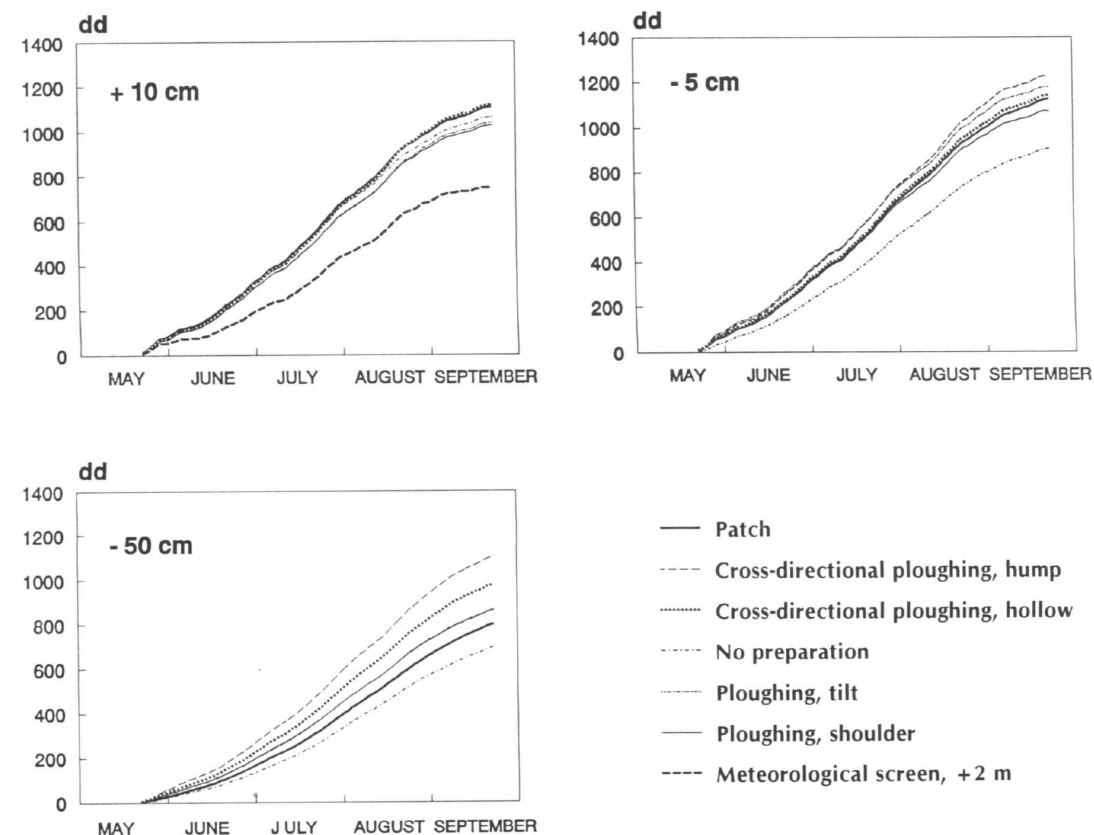 dd
1400
1200
1000
800
600
400
200
0
+ 10 cm
MAY JUNE JULY AUGUST SEPTEMBER
dd
1400
1200
1000
800
600
400
200
0
- 5 cm
MAY JUNE JULY AUGUST SEPTEMBER
dd
1400
1200
1000
800
600
400
200
0
- 50 cm
MAY JUNE J ULY AUGUST SEPTEMBER
Patch
Cross-directional ploughing, hump
Cross-directional ploughing, hollow
No preparation
Ploughing, tilt
Ploughing, shoulder
Meteorological screen, +2 m